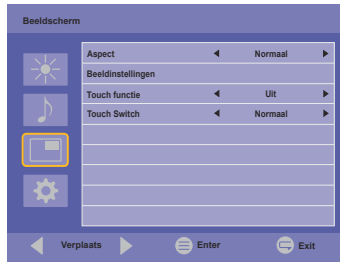 Beeldscherm
Aspect Normaal
Beeldinstellingen
Touch functie Uit
Touch Switch Normaal
Verplaats Enter Exit